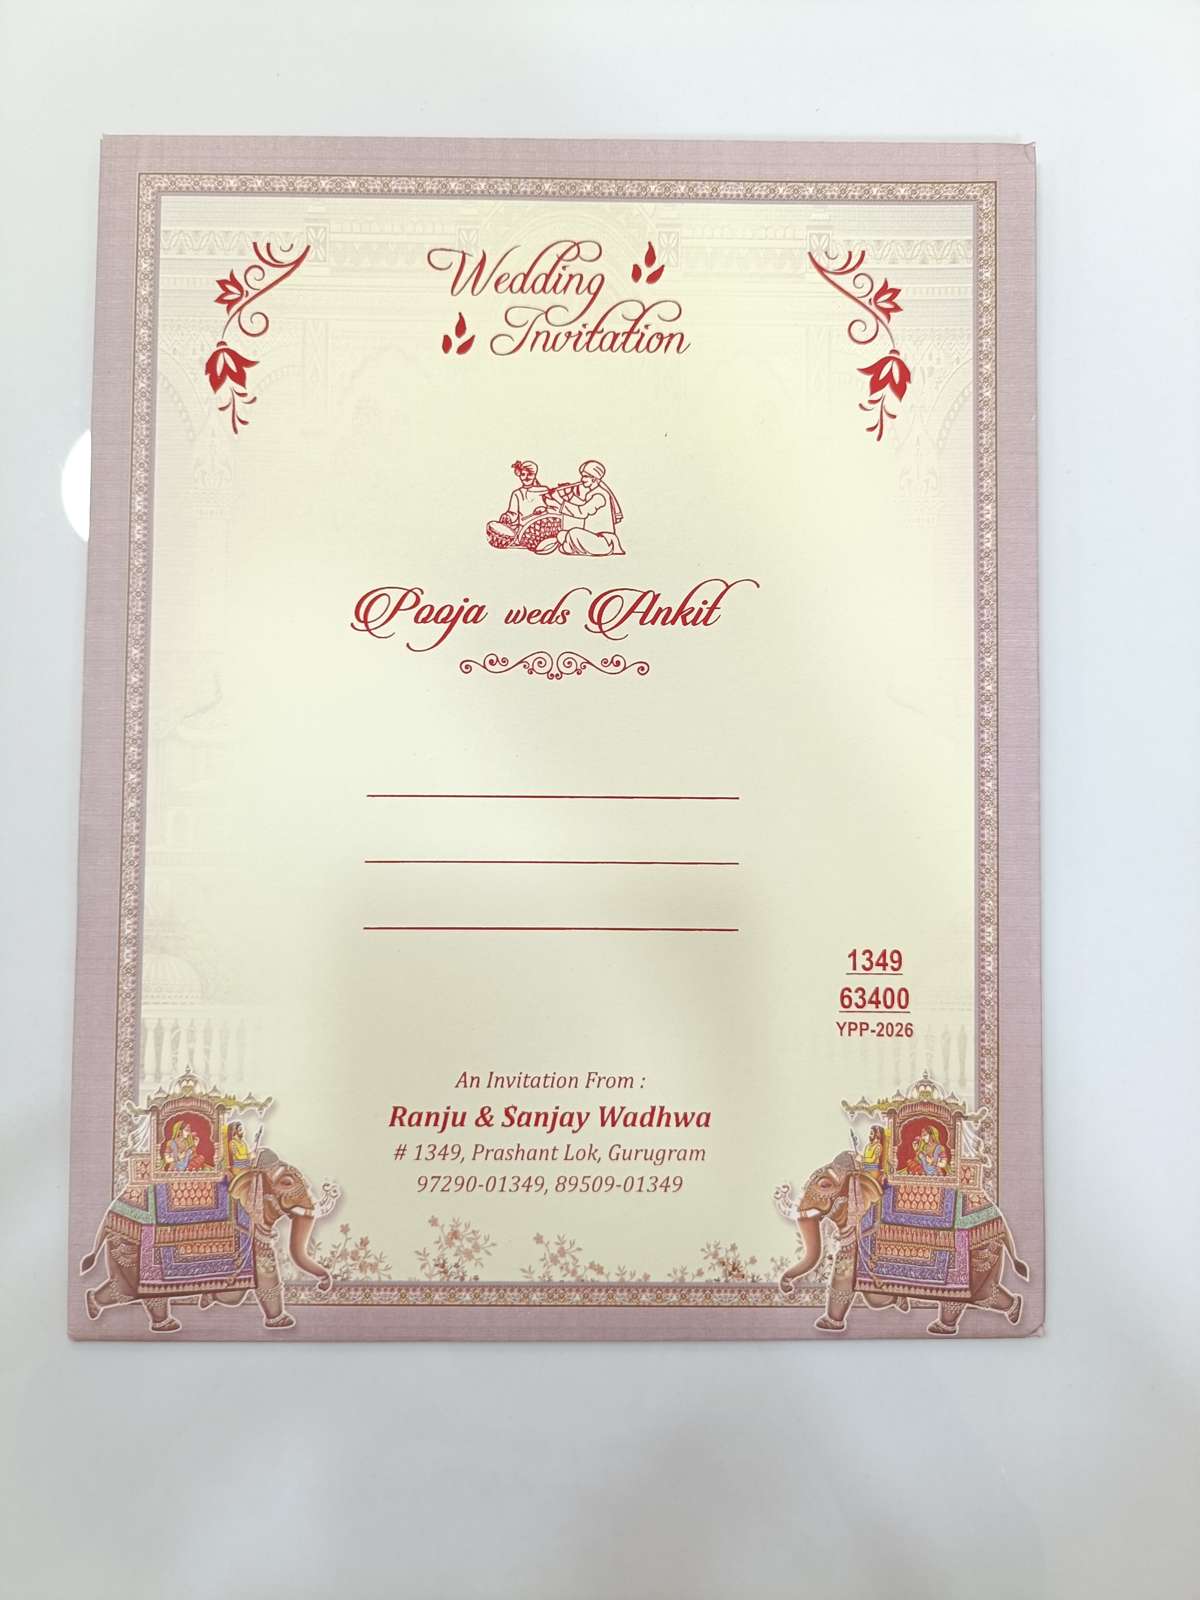 Wedding
Invitation
Pooja weds Ankit
1349
63400
YPP-2026
An Invitation From :
Ranju & Sanjay Wadhwa
# 1349, Prashant Lok, Gurugram
97290-01349, 89509-01349